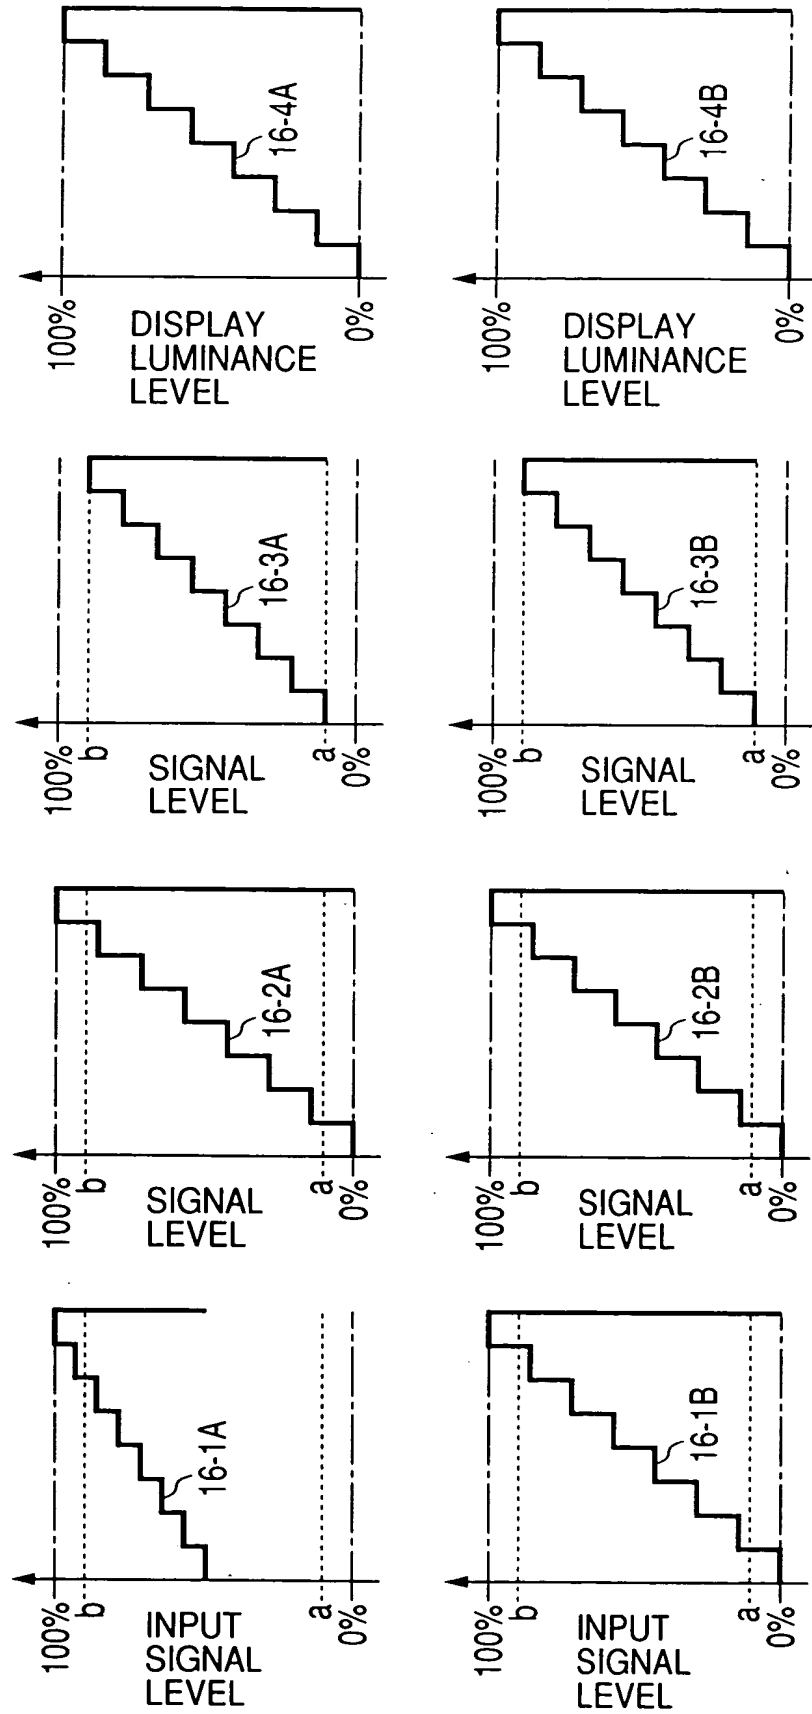 100%
16-4A
DISPLAY
LUMINANCE
LEVEL
0%
100%
16-4B
DISPLAY
LUMINANCE
LEVEL
0%
100%
b
16-3A
SIGNAL
LEVEL
a
0%
100%
b
16-3B
SIGNAL
LEVEL
a
0%
100%
b
16-2A
SIGNAL
LEVEL
a
0%
100%
b
16-2B
SIGNAL
LEVEL
a
0%
100%
b
16-1A
INPUT
SIGNAL
LEVEL
a
0%
100%
b
16-1B
INPUT
SIGNAL
LEVEL
a
0%